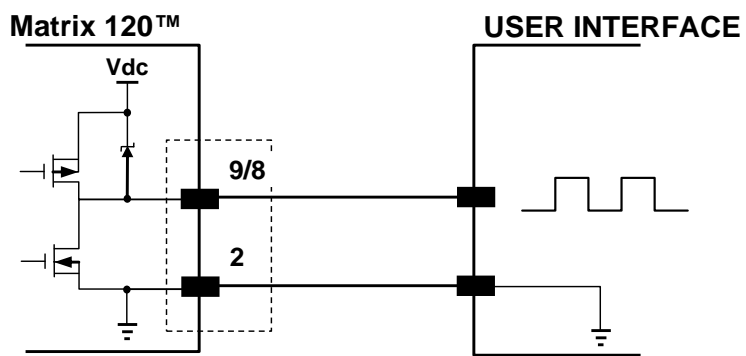 Matrix 120™
USER INTERFACE
Vdc
9/8
2